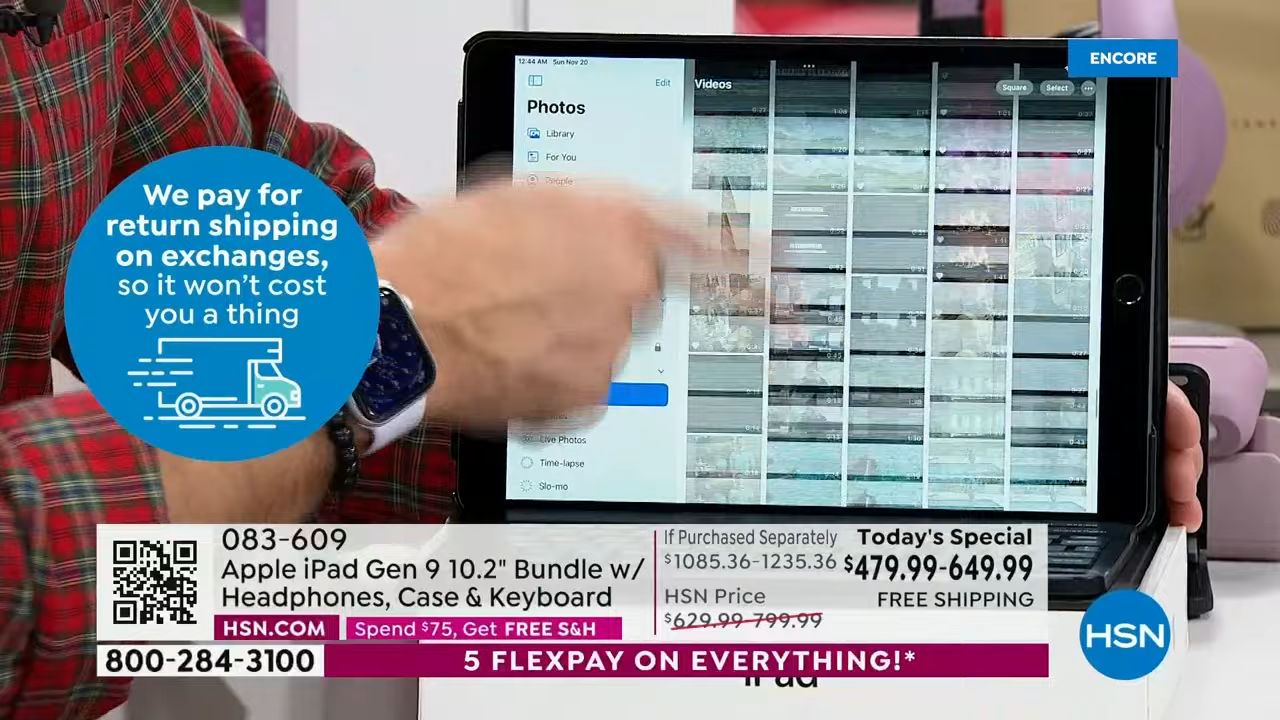 ENCORE
12:44 AM Sun Nov 20
Edit
Photos
Library
For You
People
Live Photos
Time-lapse
Slo-mo
Videos
Square
Select
We pay for
return shipping
on exchanges,
so it won't cost
you a thing
083-609
Apple iPad Gen 9 10.2" Bundle w/
Headphones, Case & Keyboard
HSN.COM
Spend $75, Get FREE S&H
If Purchased Separately
$1085.36-1235.36
HSN Price
$629.99-799.99
Today's Special
$479.99-649.99
FREE SHIPPING
800-284-3100
5 FLEXPAY ON EVERYTHING!*
HSN
iPad